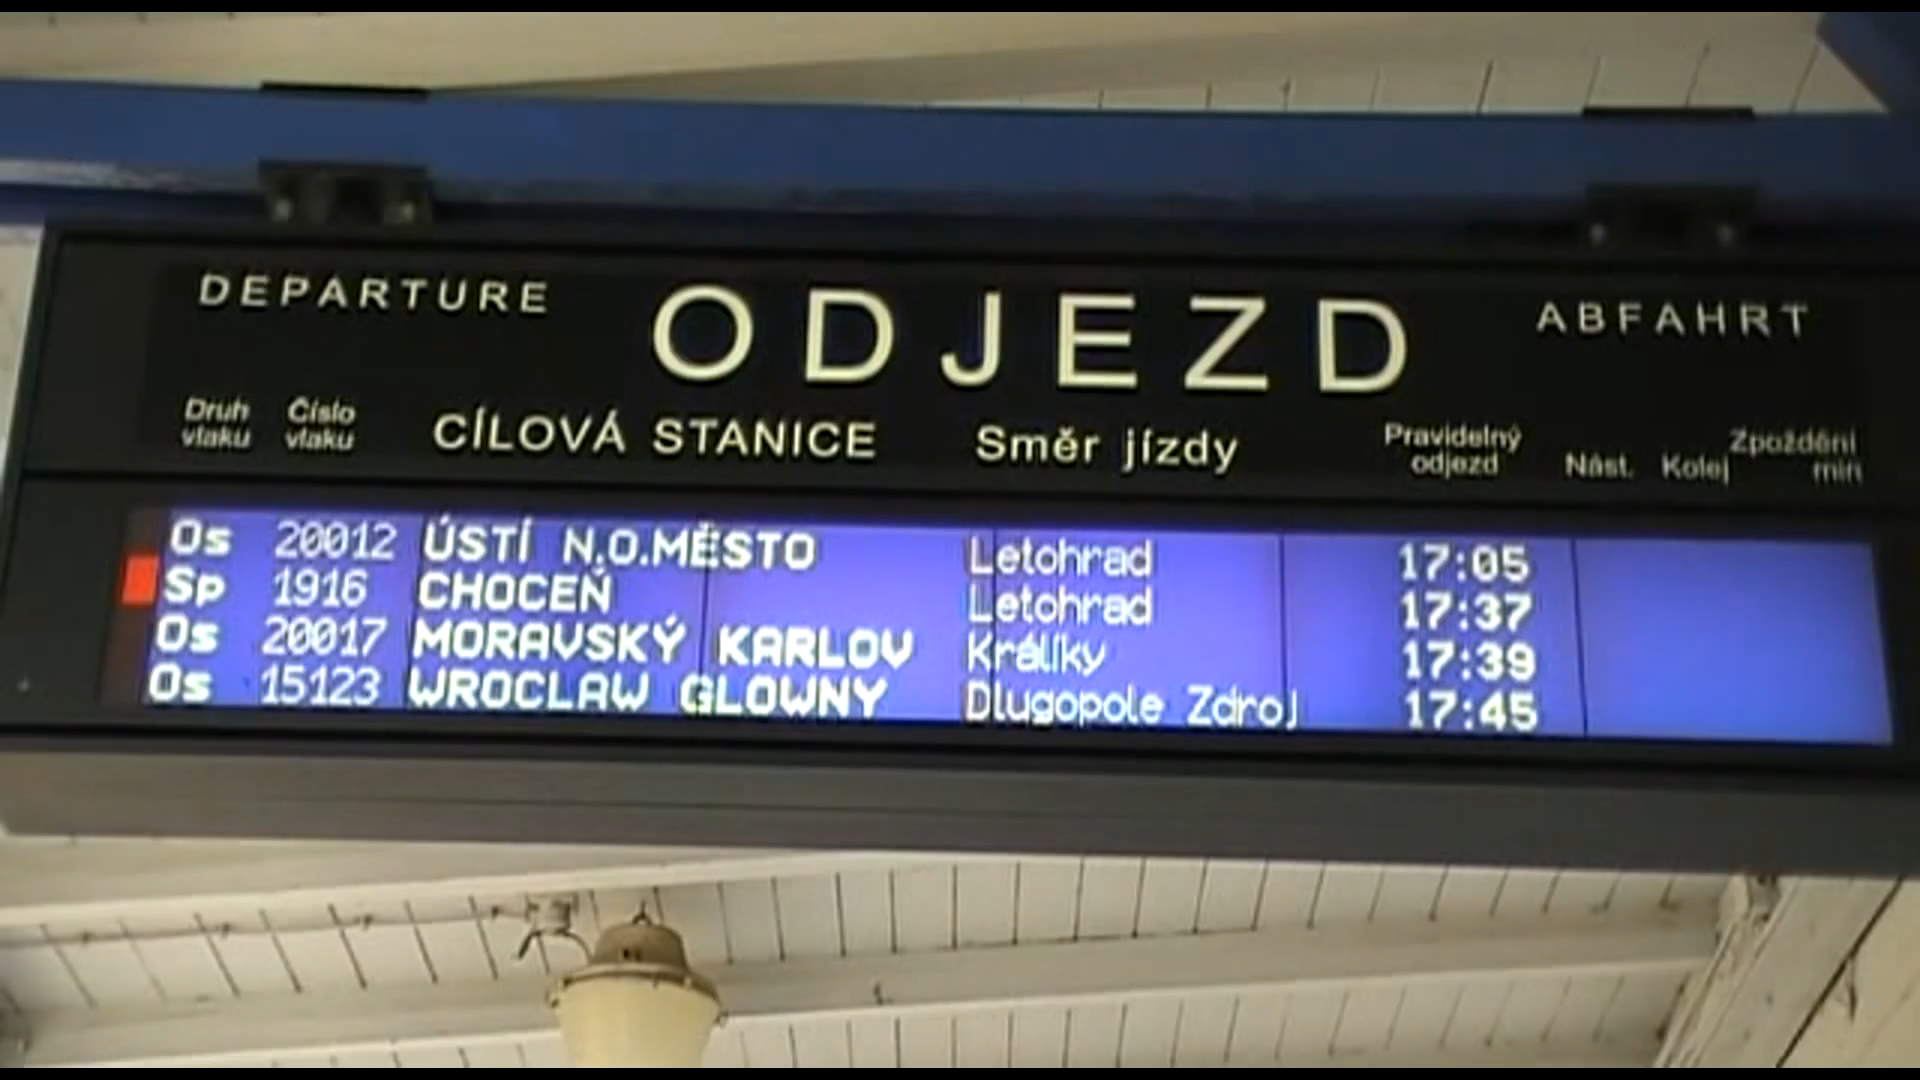 DEPARTURE ODJEZD ABFAHRT
Druh vlaku Číslo vlaku CÍLOVÁ STANICE Směr jízdy Pravidelný odjezd Nást. Kolej Zpoždění min
Os 20012 ÚSTÍ N.O.MĚSTO Letohrad 17:05
Sp 1916 CHOCEŇ Letohrad 17:37
Os 20017 MORAVSKÝ KARLOV Králíky 17:39
Os 15123 WROCLAW GLOWNY Dlugopole Zdroj 17:45